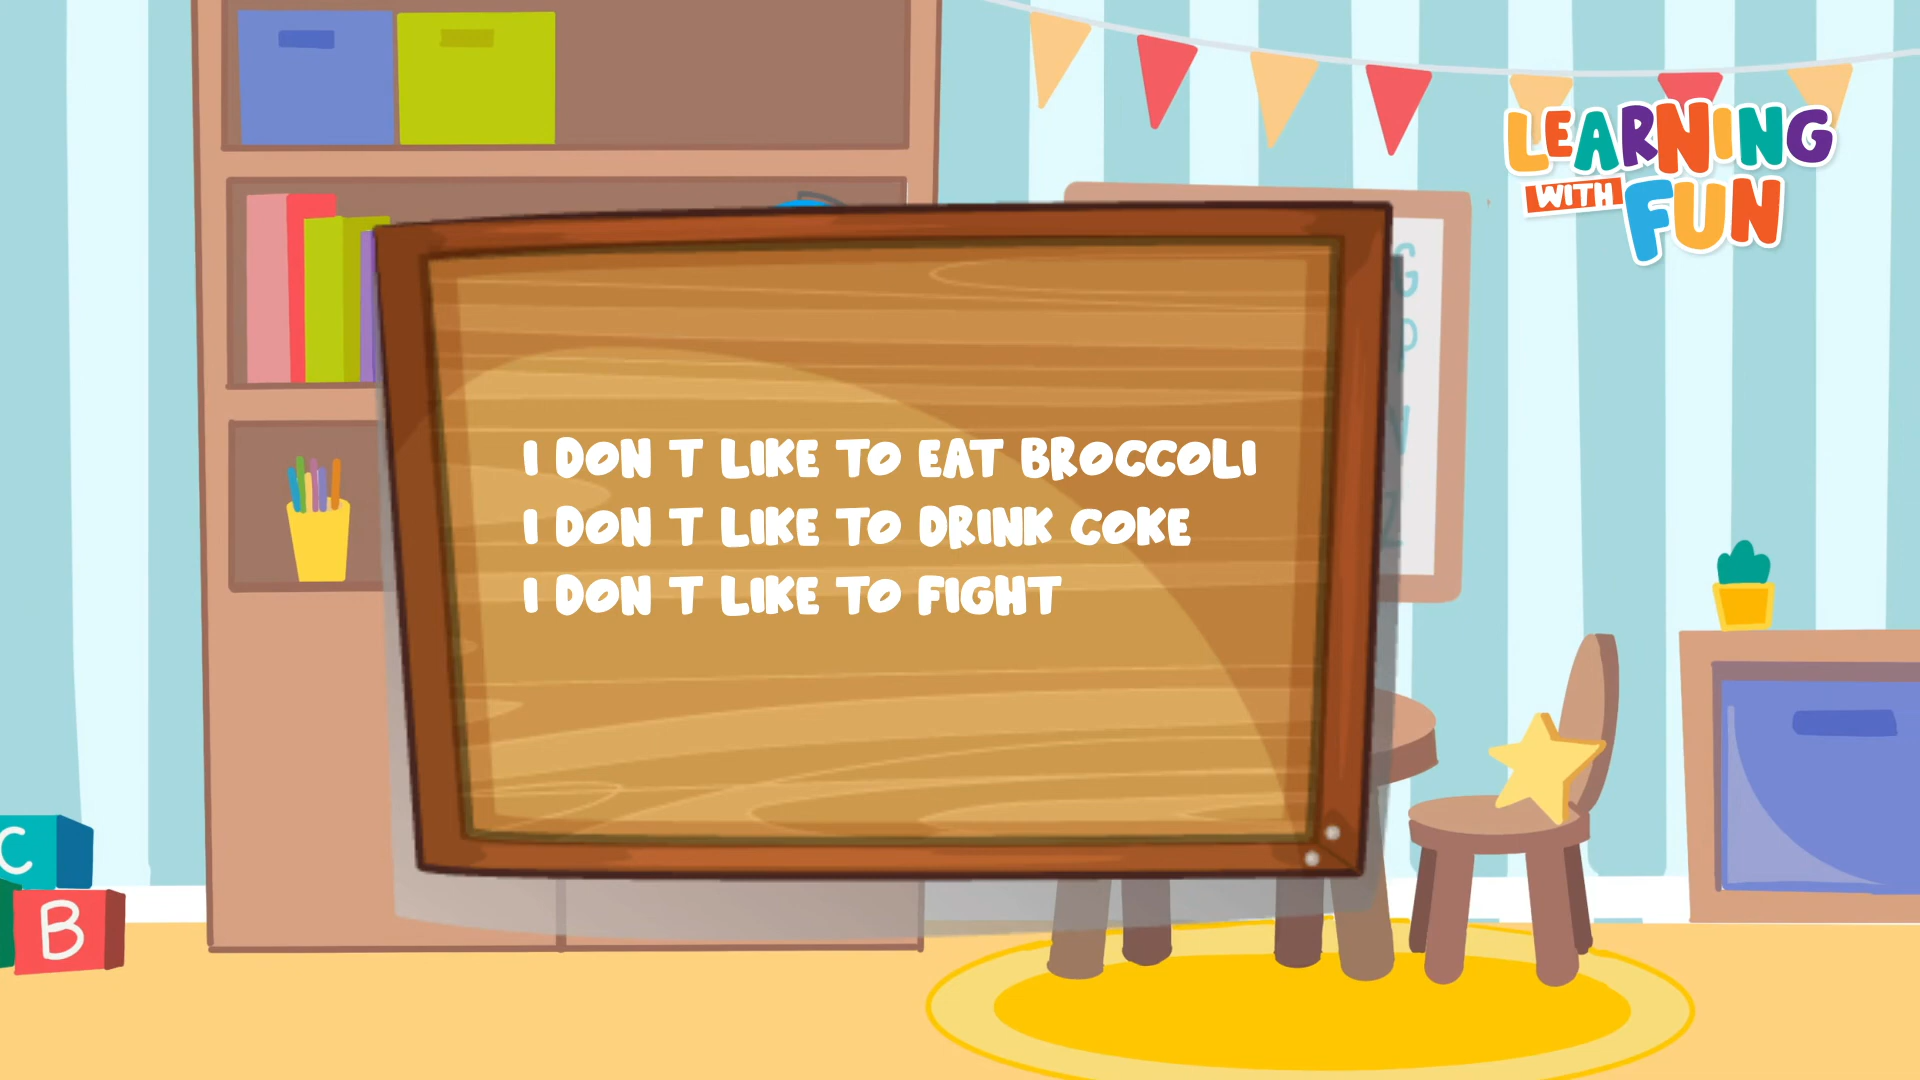 LEARNING
WITH FUN
I DON T LIKE TO EAT BROCCOLI
I DON T LIKE TO DRINK COKE
I DON T LIKE TO FIGHT
C
B